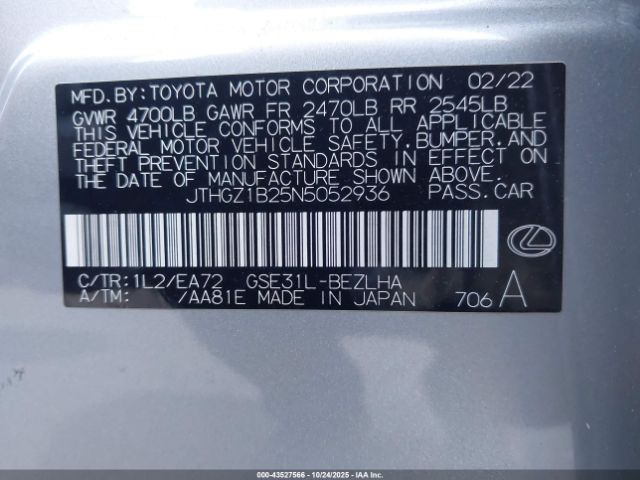 MFD.BY:TOYOTA MOTOR CORPORATION 02/22
GVWR 4700LB GAWR FR 2470LB RR 2545LB
THIS VEHICLE CONFORMS TO ALL APPLICABLE
FEDERAL MOTOR VEHICLE SAFETY,BUMPER,AND
THEFT PREVENTION STANDARDS IN EFFECT ON
THE DATE OF MANUFACTURE SHOWN ABOVE.
JTHGZ1B25N5052936 PASS.CAR
C/TR:1L2/EA72 GSE31L-BEZLHA
A/TM: /AA81E MADE IN JAPAN 706 A
000-43527566 - 10/24/2025 - IAAI, Inc.